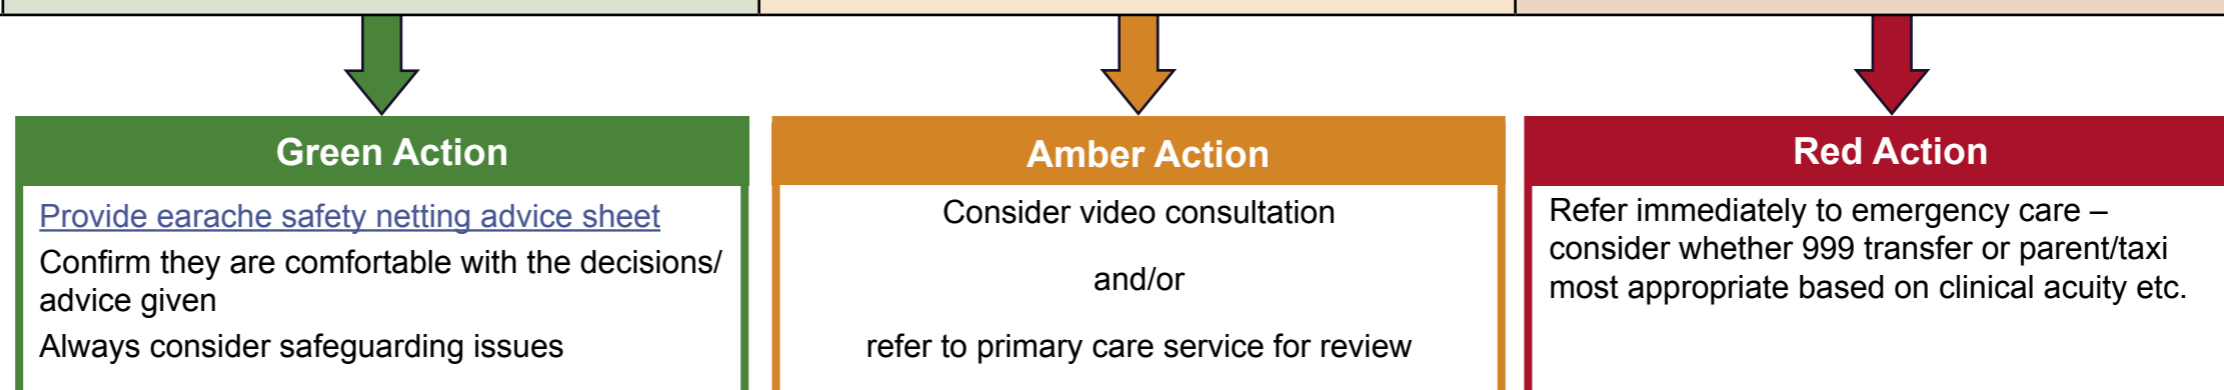 Green Action
Provide earache safety netting advice sheet
Confirm they are comfortable with the decisions/
advice given
Always consider safeguarding issues
Amber Action
Consider video consultation
and/or
refer to primary care service for review
Red Action
Refer immediately to emergency care –
consider whether 999 transfer or parent/taxi
most appropriate based on clinical acuity etc.